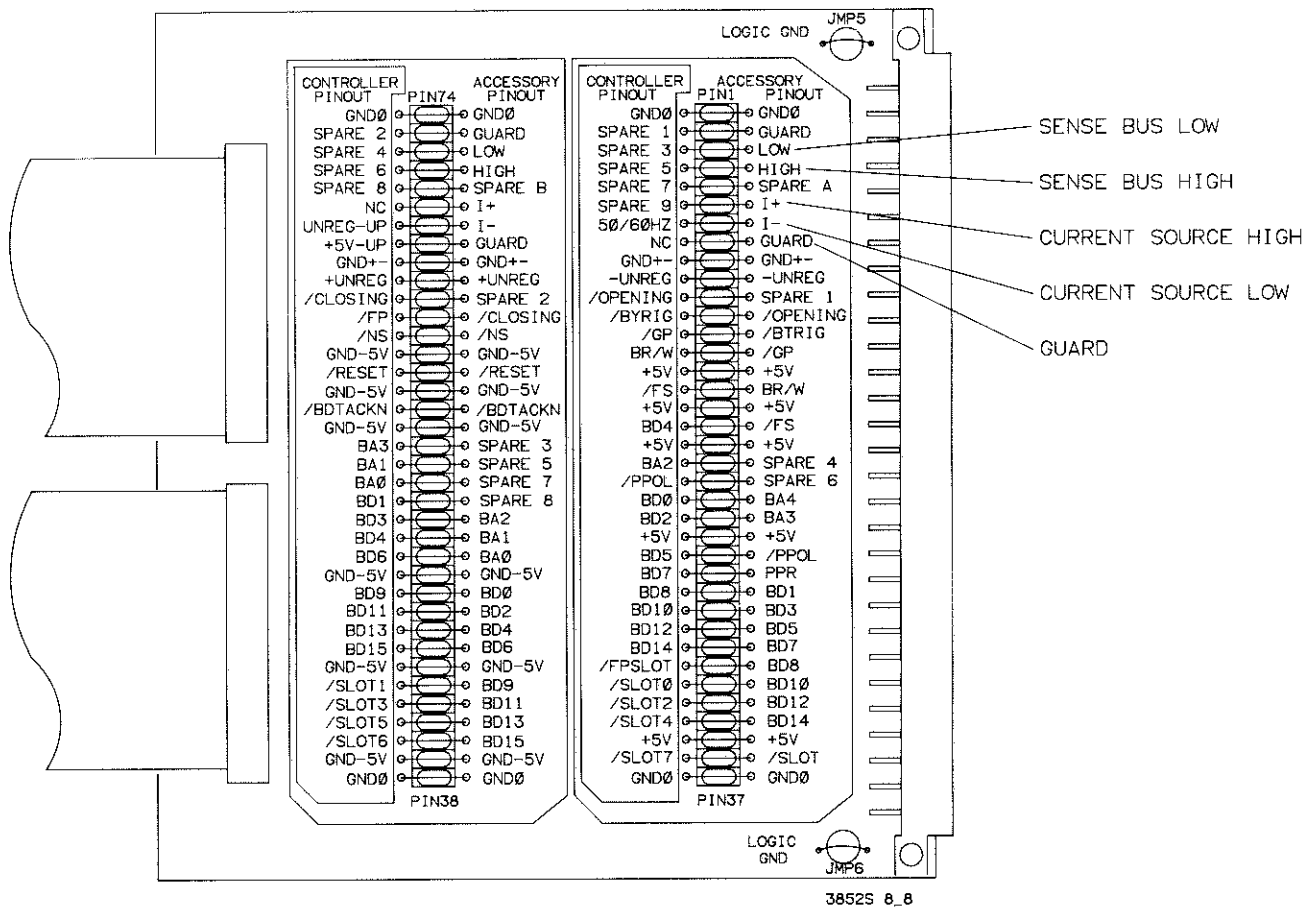 JMP5
LOGIC GND
CONTROLLER PINOUT PIN74 ACCESSORY PINOUT
GNDØ GNDØ
SPARE 2 GUARD
SPARE 4 LOW
SPARE 6 HIGH
SPARE 8 SPARE B
NC I+
UNREG-UP I-
+5V-UP GUARD
GND+- GND+-
+UNREG +UNREG
/CLOSING SPARE 2
/FP /CLOSING
/NS /NS
GND-5V GND-5V
/RESET /RESET
GND-5V GND-5V
/BDTACKN /BDTACKN
GND-5V GND-5V
BA3 SPARE 3
BA1 SPARE 5
BAØ SPARE 7
BD1 SPARE 8
BD3 BA2
BD4 BA1
BD6 BAØ
GND-5V GND-5V
BD9 BDØ
BD11 BD2
BD13 BD4
BD15 BD6
GND-5V GND-5V
/SLOT1 BD9
/SLOT3 BD11
/SLOT5 BD13
/SLOT6 BD15
GND-5V GND-5V
GNDØ GNDØ
PIN38
CONTROLLER PINOUT PIN1 ACCESSORY PINOUT
GNDØ GNDØ
SPARE 1 GUARD
SPARE 3 LOW
SPARE 5 HIGH
SPARE 7 SPARE A
SPARE 9 I+
50/60HZ I-
NC GUARD
GND+- GND+-
-UNREG -UNREG
/OPENING SPARE 1
/BYRIG /OPENING
/GP /BTRIG
BR/W /GP
+5V +5V
/FS BR/W
+5V +5V
BD4 /FS
+5V +5V
BA2 SPARE 4
/PPOL SPARE 6
BDØ BA4
BD2 BA3
+5V +5V
BD5 /PPOL
BD7 PPR
BD8 BD1
BD1Ø BD3
BD12 BD5
BD14 BD7
/FPSLOT BD8
/SLOTØ BD1Ø
/SLOT2 BD12
/SLOT4 BD14
+5V +5V
/SLOT7 /SLOT
GNDØ GNDØ
PIN37
SENSE BUS LOW
SENSE BUS HIGH
CURRENT SOURCE HIGH
CURRENT SOURCE LOW
GUARD
LOGIC
GND
JMP6
3852S 8_8